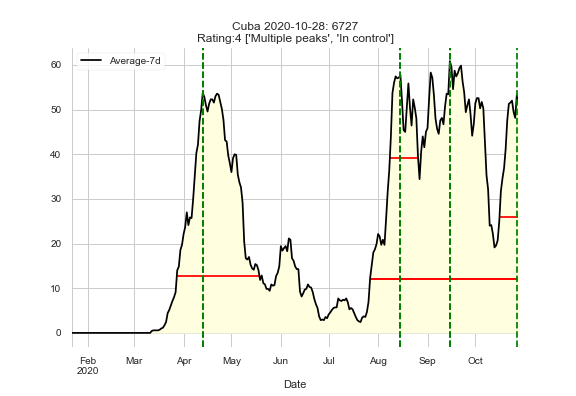 Cuba 2020-10-28: 6727
Rating:4 ['Multiple peaks', 'In control']
Average-7d
60
50
40
30
20
10
0
Feb Mar Apr May Jun Jul Aug Sep Oct
2020
Date